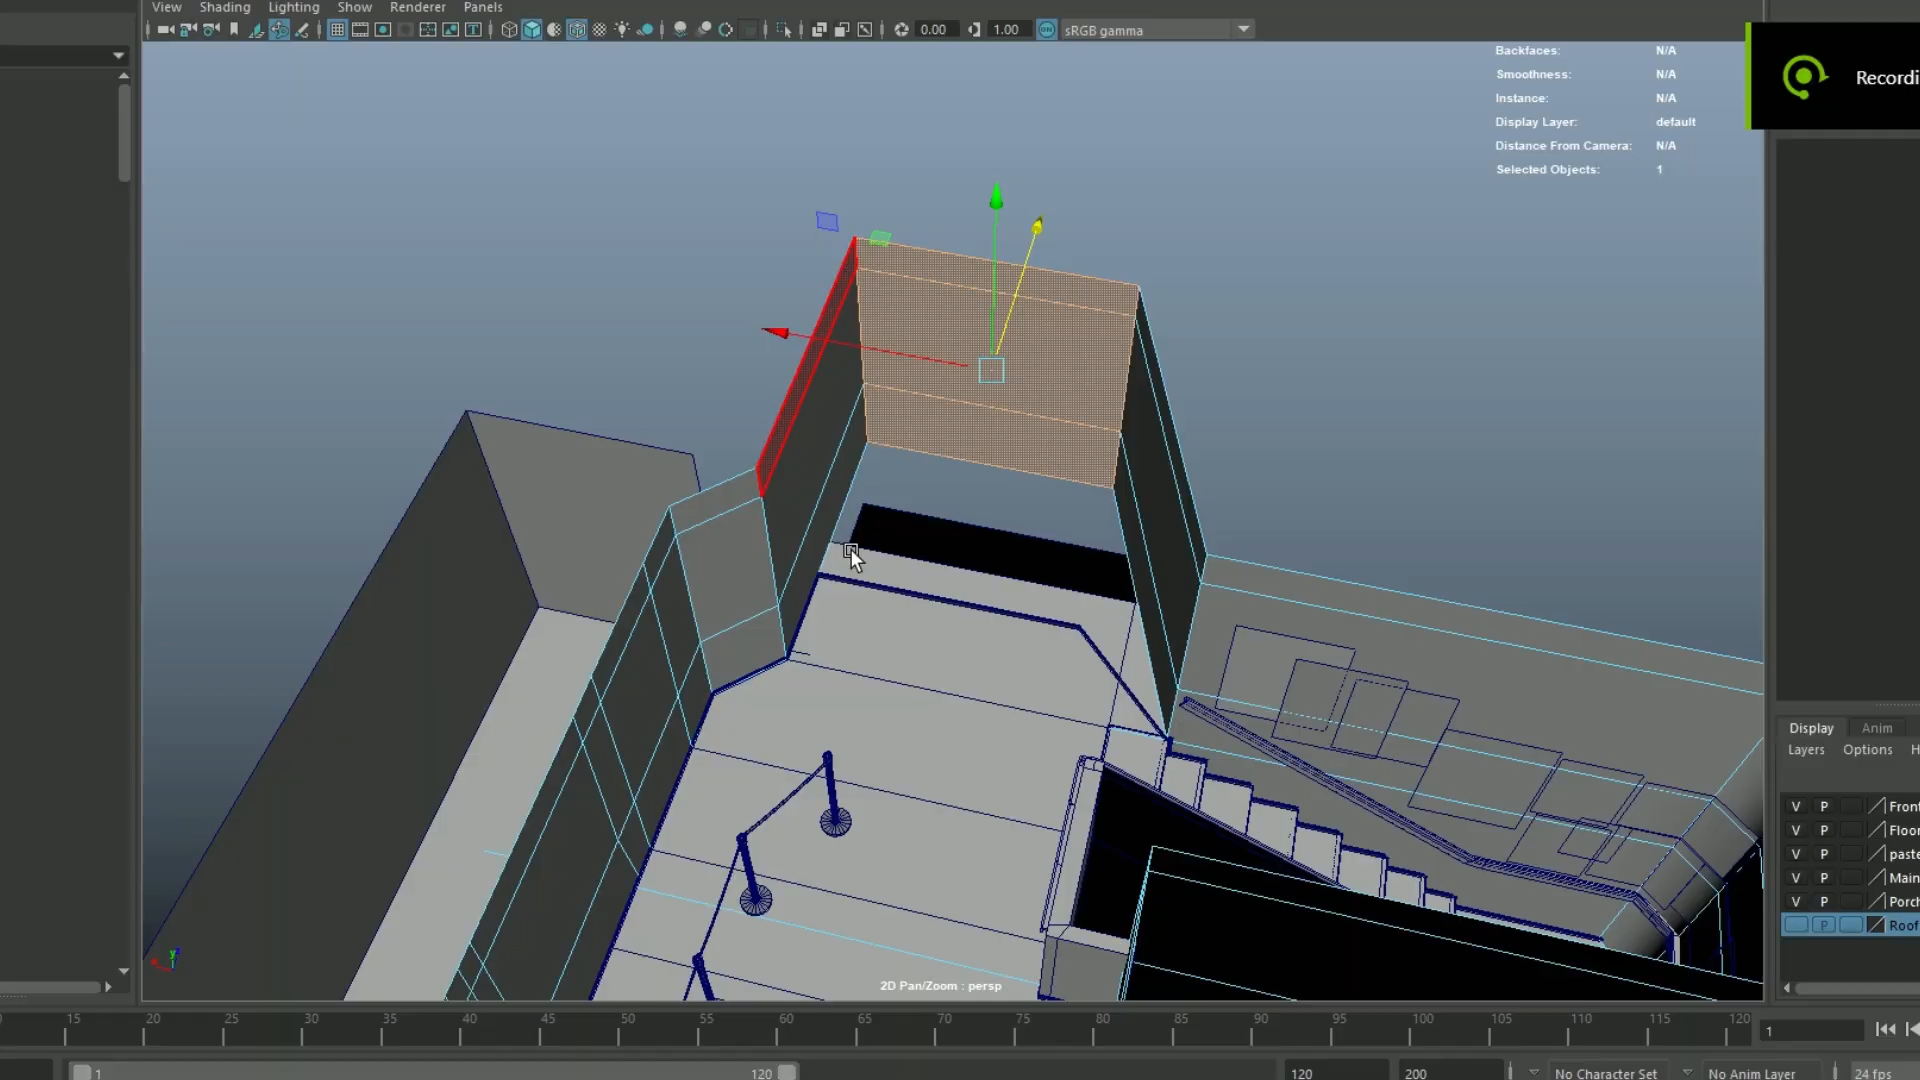 View Shading Lighting Show Renderer Panels
0.00 1.00 ON sRGB gamma
Backfaces: N/A
Smoothness: N/A
Instance: N/A
Display Layer: default
Distance From Camera: N/A
Selected Objects: 1
Recordi
Display Anim
Layers Options H
V P Front
V P Floo
V P paste
V P Main
V P Porch
P Roof
y
2D Pan/Zoom : persp
15 20 25 30 35 40 45 50 55 60 65 70 75 80 85 90 95 100 105 110 115 120
1
1 120 120 200 No Character Set No Anim Layer 24 fps